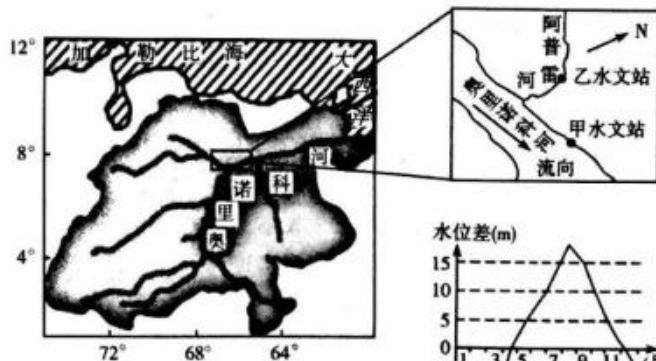 12°
加勒比海
大西洋
8°
河
科
诺
里
奥
4°
72° 68° 64°
N
阿普雷
河
乙水文站
奥里诺科河
甲水文站
流向
水位差(m)
15
10
5
0
1 3 5 7 9 11